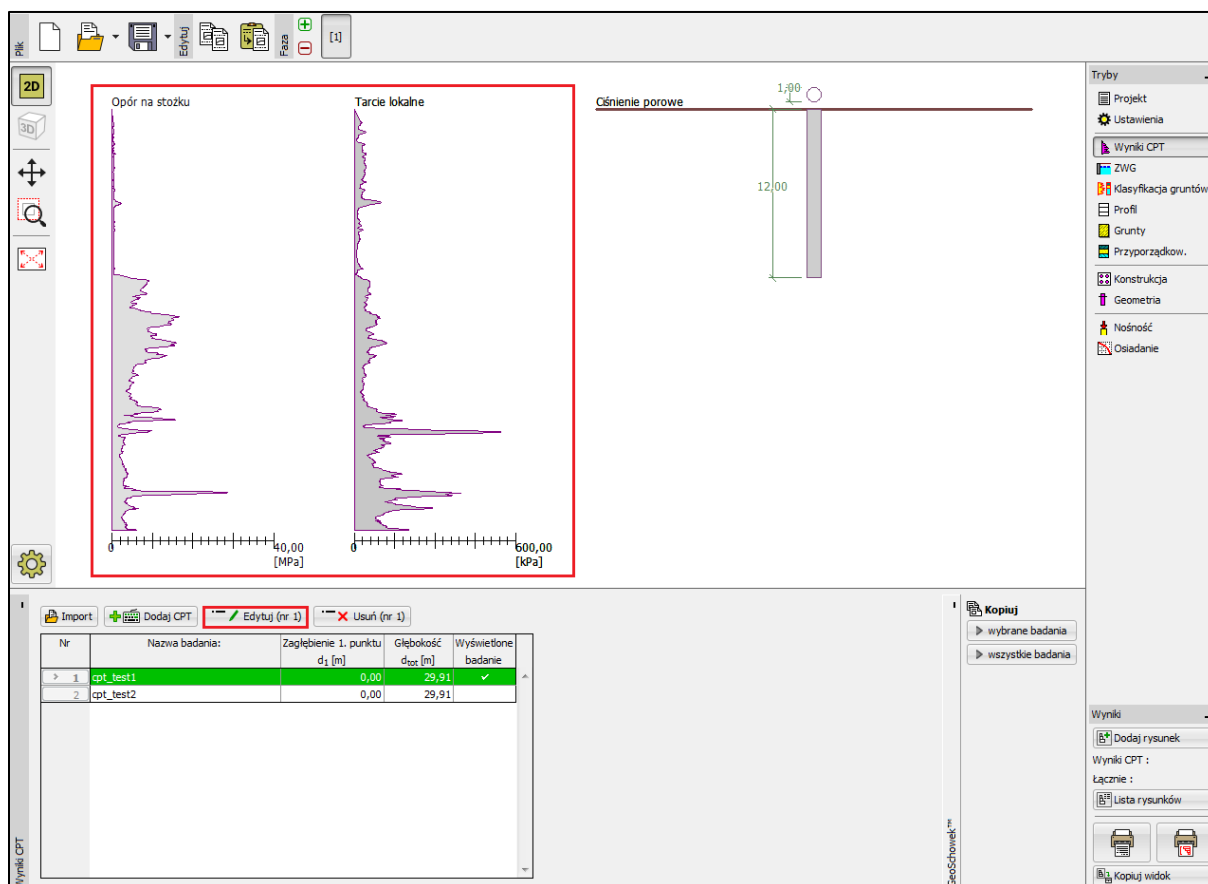 Plik
Edytuj
Faza
[1]
2D
3D
Opór na stożku
Tarcie lokalne
Ciśnienie porowe
1,00
12,00
0
40,00
[MPa]
0
600,00
[kPa]
Tryby
Projekt
Ustawienia
Wyniki CPT
ZWG
Klasyfikacja gruntów
Profil
Grunty
Przyporządkow.
Konstrukcja
Geometria
Nośność
Osiadanie
Import
Dodaj CPT
Edytuj (nr 1)
Usuń (nr 1)
Nr Nazwa badania: Zagłębienie 1. punktu Głębokość Wyświetlone
d1 [m] dtot [m] badanie
1 cpt_test1 0,00 29,91
2 cpt_test2 0,00 29,91
Wyniki CPT
GeoSchowek™
Kopiuj
wybrane badania
wszystkie badania
Wyniki
Dodaj rysunek
Wyniki CPT :
Łącznie :
Lista rysunków
Kopiuj widok